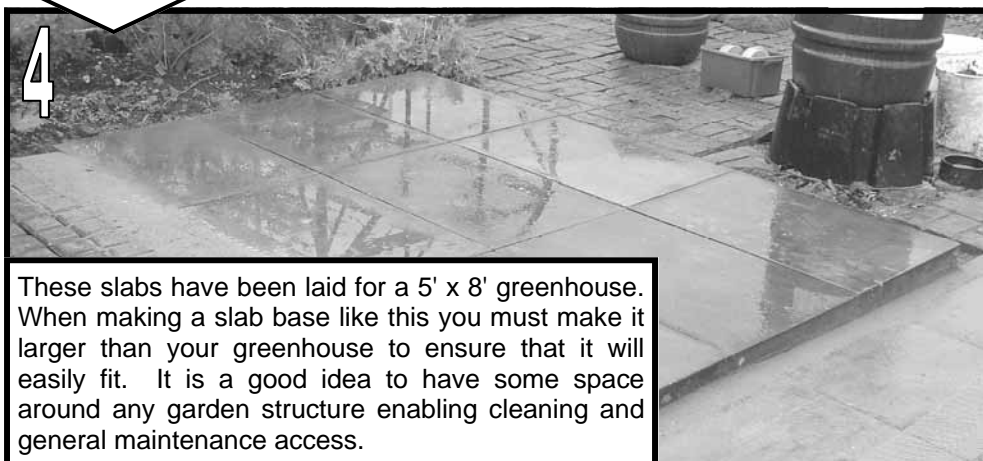 4
These slabs have been laid for a 5' x 8' greenhouse.
When making a slab base like this you must make it
larger than your greenhouse to ensure that it will
easily fit. It is a good idea to have some space
around any garden structure enabling cleaning and
general maintenance access.